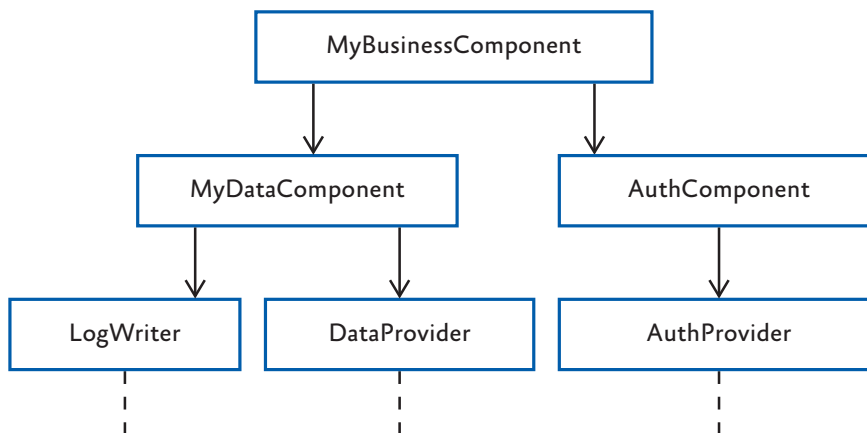 MyBusinessComponent
MyDataComponent
AuthComponent
LogWriter
DataProvider
AuthProvider